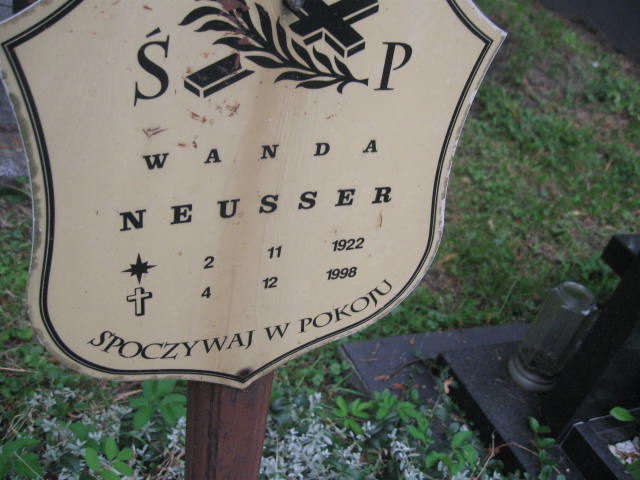 Ś P
WANDA
NEUSSER
2 11 1922
4 12 1998
SPOCZYWAJ W POKOJU